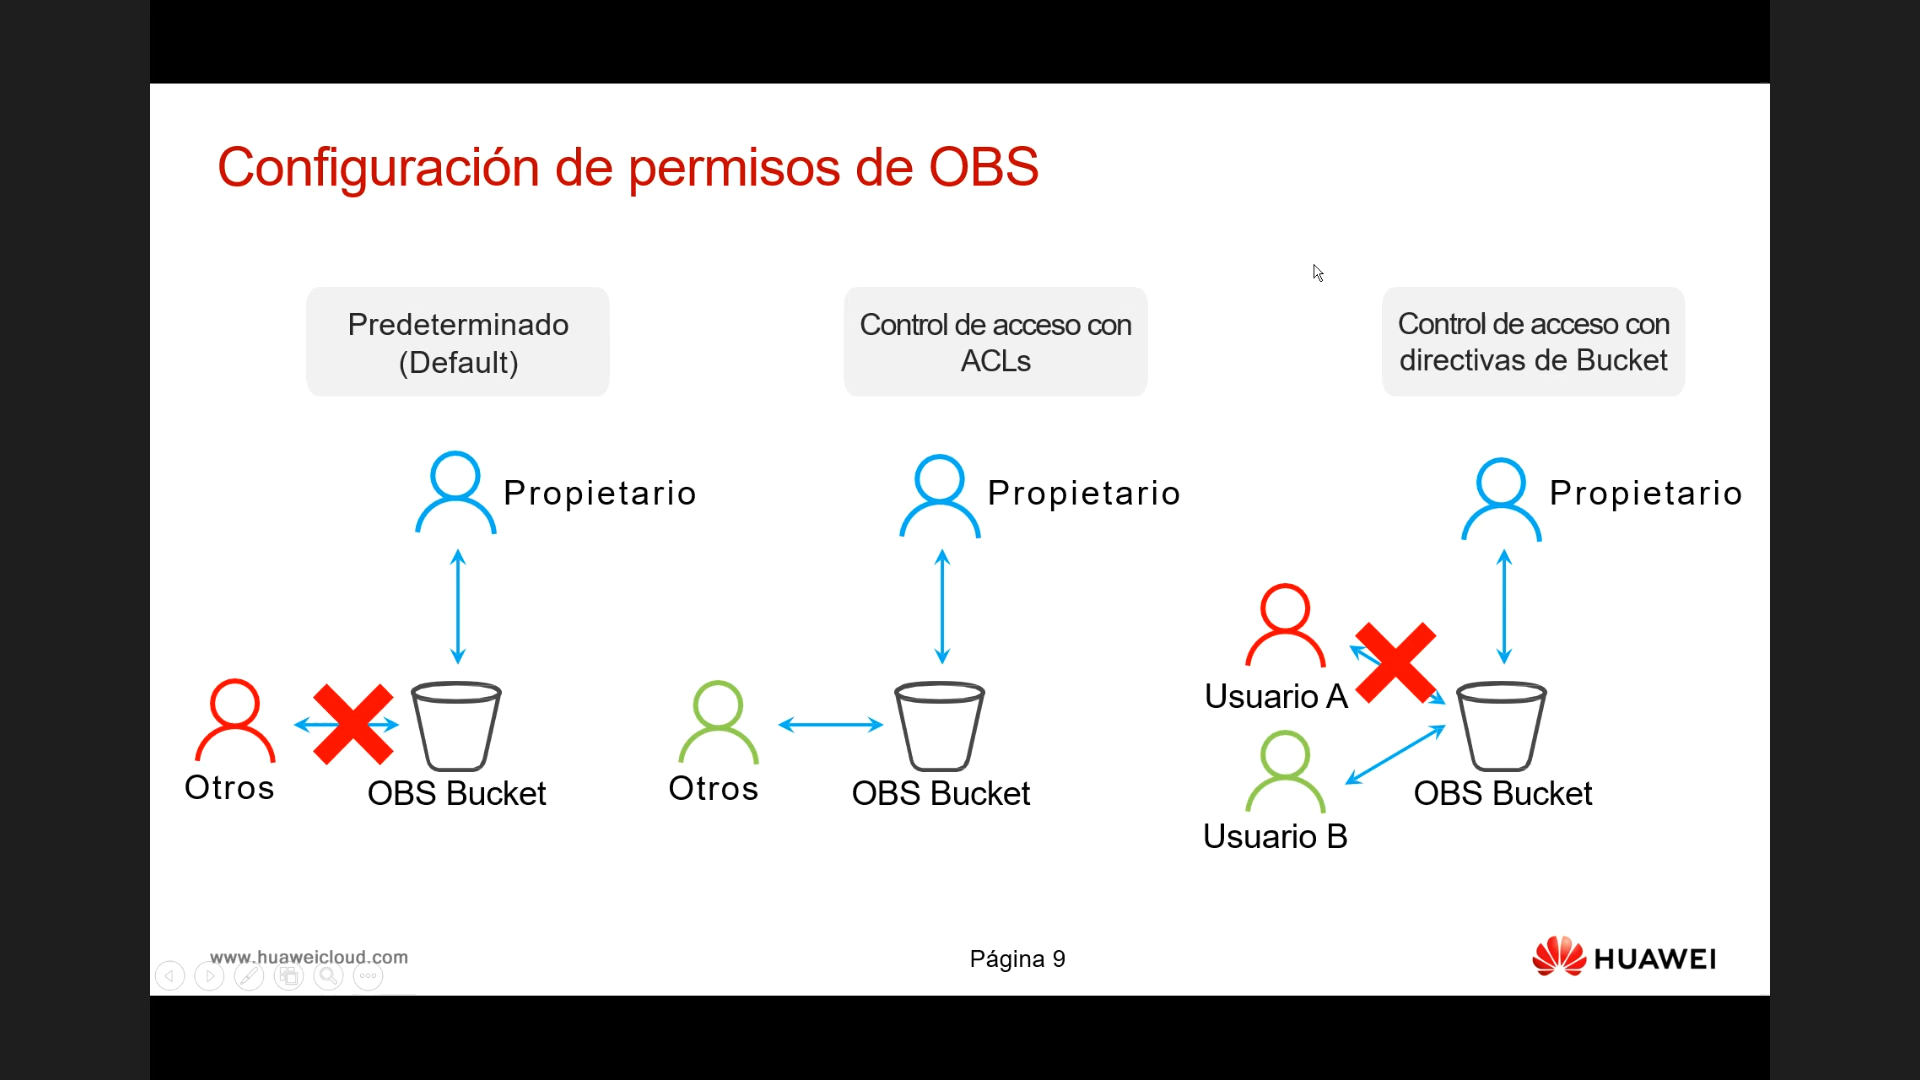 Configuración de permisos de OBS
Predeterminado
(Default)
Propietario
Otros
OBS Bucket
Control de acceso con
ACLs
Propietario
Otros
OBS Bucket
Control de acceso con
directivas de Bucket
Propietario
Usuario A
Usuario B
OBS Bucket
www.huaweicloud.com
Página 9
HUAWEI